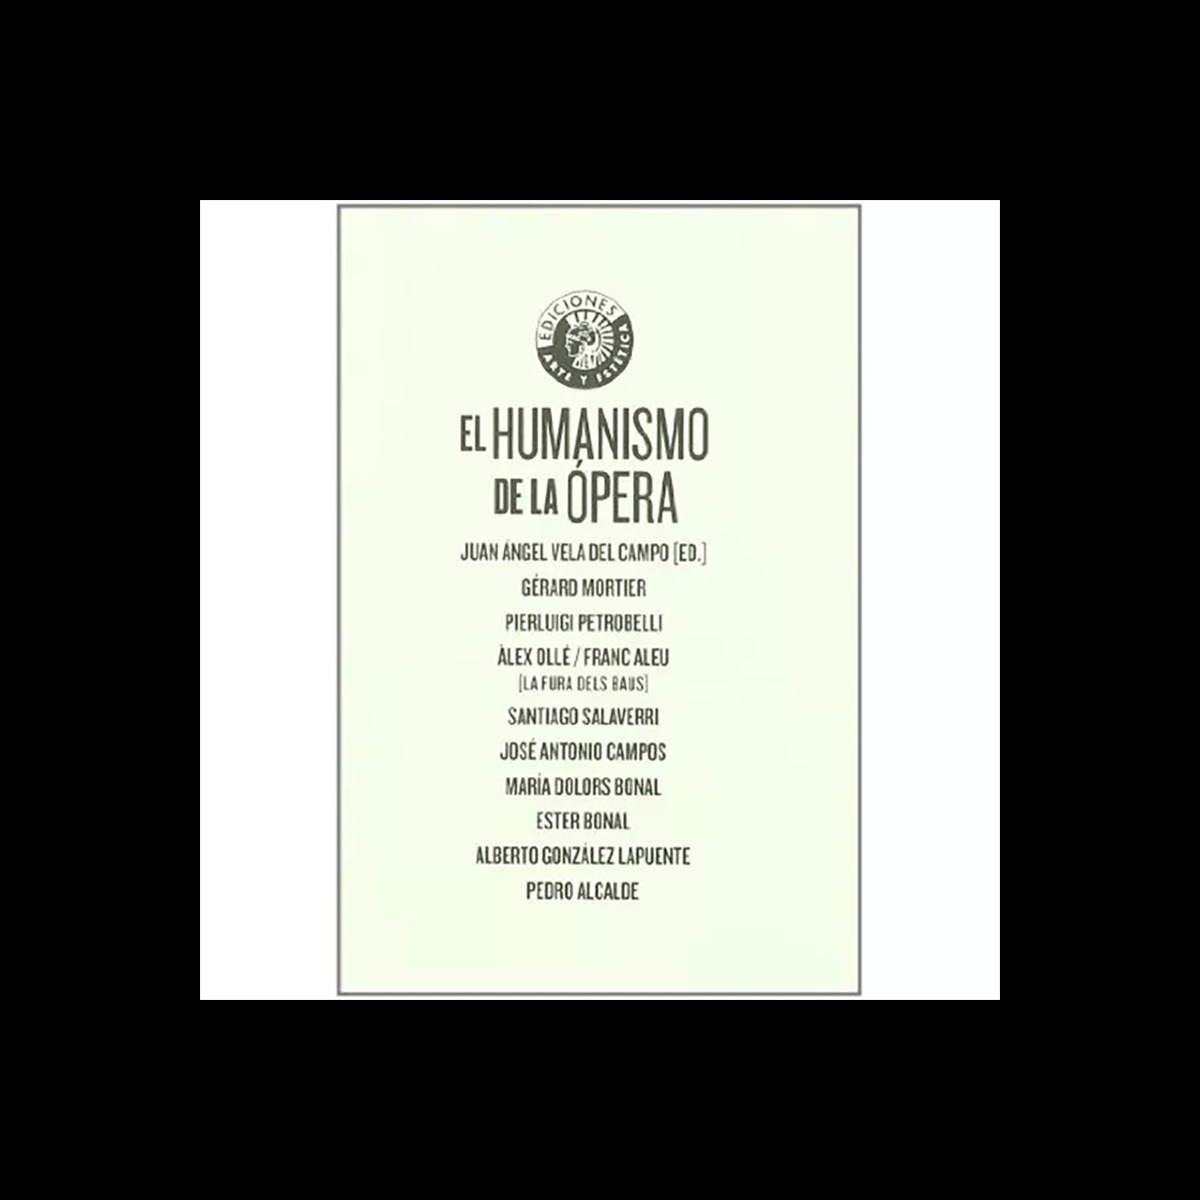 EDICIONES
ARTE Y ESTÉTICA
EL HUMANISMO
DE LA ÓPERA
JUAN ÁNGEL VELA DEL CAMPO [ED.]
GÉRARD MORTIER
PIERLUIGI PETROBELLI
ÀLEX OLLÉ / FRANC ALEU
[LA FURA DELS BAUS]
SANTIAGO SALAVERRI
JOSÉ ANTONIO CAMPOS
MARÍA DOLORS BONAL
ESTER BONAL
ALBERTO GONZÁLEZ LAPUENTE
PEDRO ALCALDE